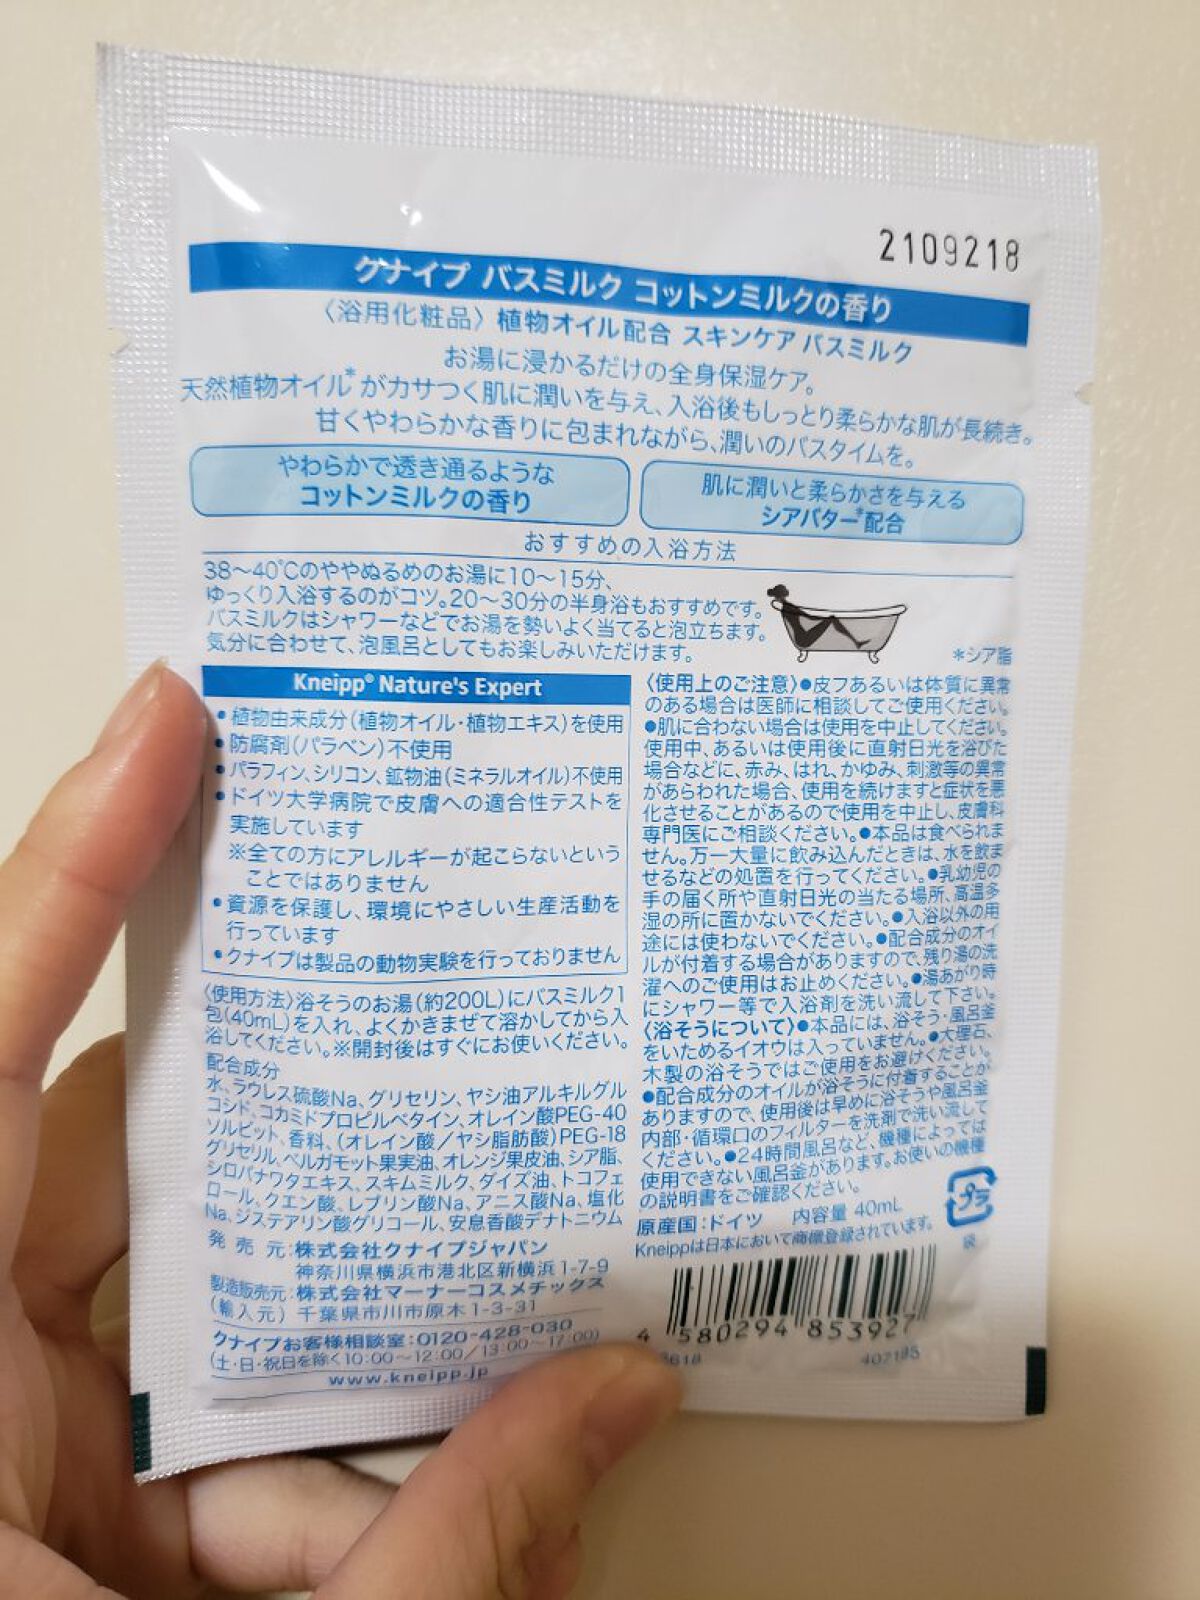 2109218
クナイプ バスミルク コットンミルクの香り
〈浴用化粧品〉植物オイル配合 スキンケア バスミルク
お湯に浸かるだけの全身保湿ケア。
天然植物オイル*がカサつく肌に潤いを与え、入浴後もしっとり柔らかな肌が長続き。
甘くやわらかな香りに包まれながら、潤いのバスタイムを。
やわらかで透き通るような
コットンミルクの香り
肌に潤いと柔らかさを与える
シアバター*配合
おすすめの入浴方法
38～40℃のややぬるめのお湯に10～15分、
ゆっくり入浴するのがコツ。20～30分の半身浴もおすすめです。
バスミルクはシャワーなどでお湯を勢いよく当てると泡立ちます。
気分に合わせて、泡風呂としてもお楽しみいただけます。
*シア脂
Kneipp® Nature's Expert
●植物由来成分(植物オイル・植物エキス)を使用
●防腐剤(パラベン)不使用
●パラフィン、シリコン、鉱物油(ミネラルオイル)不使用
●ドイツ大学病院で皮膚への適合性テストを
実施しています
※全ての方にアレルギーが起こらないという
ことではありません
●資源を保護し、環境にやさしい生産活動を
行っています
●クナイプは製品の動物実験を行っておりません
〈使用方法〉浴そうのお湯(約200L)にバスミルク1
包(40mL)を入れ、よくかきまぜて溶かしてから入
浴してください。※開封後はすぐにお使いください。
配合成分
水、ラウレス硫酸Na、グリセリン、ヤシ油アルキルグル
コシド、コカミドプロピルベタイン、オレイン酸PEG-40
ソルビット、香料、(オレイン酸/ヤシ脂肪酸)PEG-18
グリセリル、ベルガモット果実油、オレンジ果皮油、シア脂、
シロバナワタエキス、スキムミルク、ダイズ油、トコフェ
ロール、クエン酸、レブリン酸Na、アニス酸Na、塩化
Na、ジステアリン酸グリコール、安息香酸デナトニウム
発売元:株式会社クナイプジャパン
神奈川県横浜市港北区新横浜1-7-9
製造販売元:株式会社マーナーコスメチックス
(輸入元) 千葉県市川市原木1-3-31
クナイプお客様相談室:0120-428-030
(土・日・祝日を除く10:00～12:00/13:00～17:00)
www.kneipp.jp
〈使用上のご注意〉●皮フあるいは体質に異常
のある場合は医師に相談してご使用ください。
●肌に合わない場合は使用を中止してください。
使用中、あるいは使用後に直射日光を浴びた
場合などに、赤み、はれ、かゆみ、刺激等の異常
があらわれた場合、使用を続けますと症状を悪
化させることがあるので使用を中止し、皮膚科
専門医にご相談ください。●本品は食べられま
せん。万一大量に飲み込んだときは、水を飲ま
せるなどの処置を行ってください。●乳幼児の
手の届く所や直射日光の当たる場所、高温多
湿の所に置かないでください。●入浴以外の用
途には使わないでください。●配合成分のオイ
ルが付着する場合がありますので、残り湯の洗
濯へのご使用はお止めください。●湯あがり時
にシャワー等で入浴剤を洗い流して下さい。
〈浴そうについて〉●本品には、浴そう・風呂釜
をいためるイオウは入っていません。●大理石、
木製の浴そうではご使用をお避けください。
●配合成分のオイルが浴そうに付着することが
ありますので、使用後は早めに浴そうや風呂釜
内部・循環口のフィルターを洗剤で洗い流して
ください。●24時間風呂など、機種によっては
使用できない風呂釜があります。お使いの機種
の説明書をご確認ください。
原産国:ドイツ 内容量 40mL
Kneippは日本において商標登録されています。
プラ
袋
4 580294 853927
3618
402185